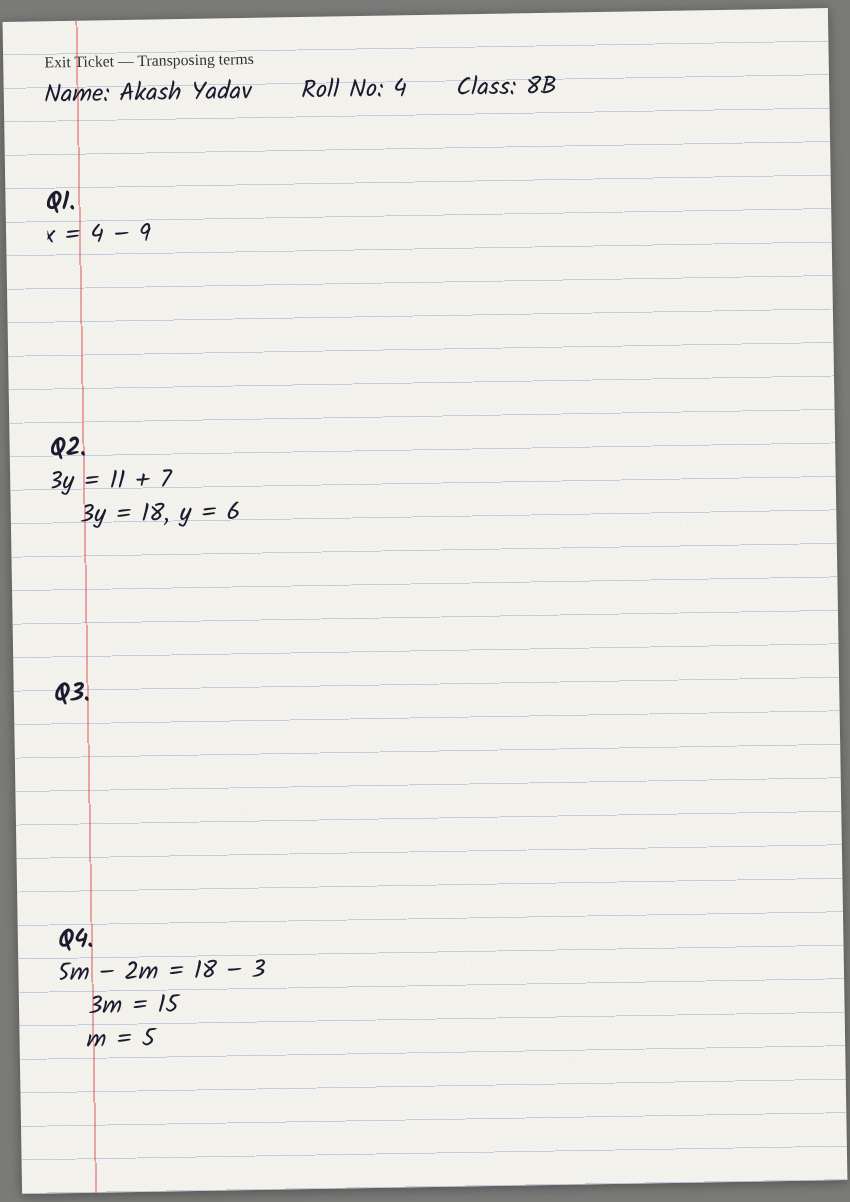 Exit Ticket — Transposing terms
Name: Akash Yadav Roll No: 4 Class: 8B
Q1.
x = 4 − 9
Q2.
3y = 11 + 7
3y = 18, y = 6
Q3.
Q4.
5m − 2m = 18 − 3
3m = 15
m = 5